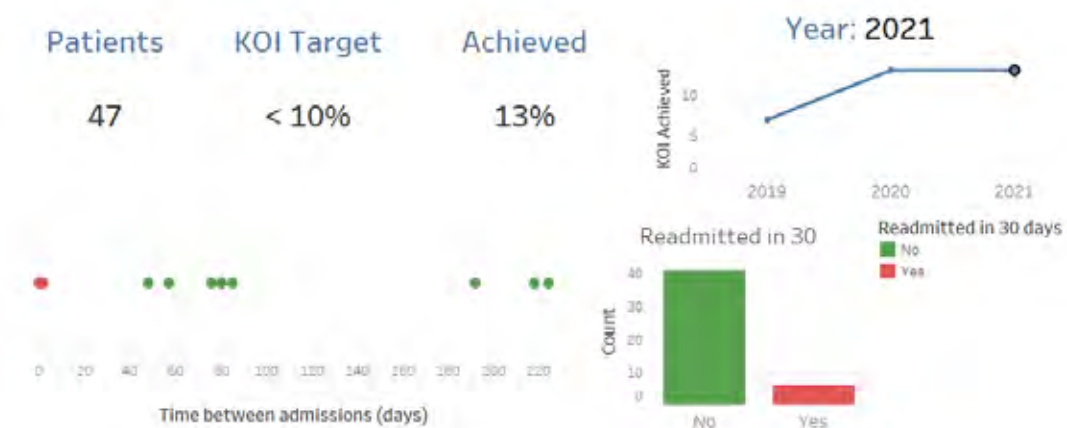 Patients KOI Target Achieved
47 < 10% 13%
Year: 2021
KOI Achieved
10
5
0
2019 2020 2021
Readmitted in 30
Readmitted in 30 days
No
Yes
Count
40
30
20
10
0
No Yes
0 20 40 60 80 100 120 140 160 180 200 220
Time between admissions (days)